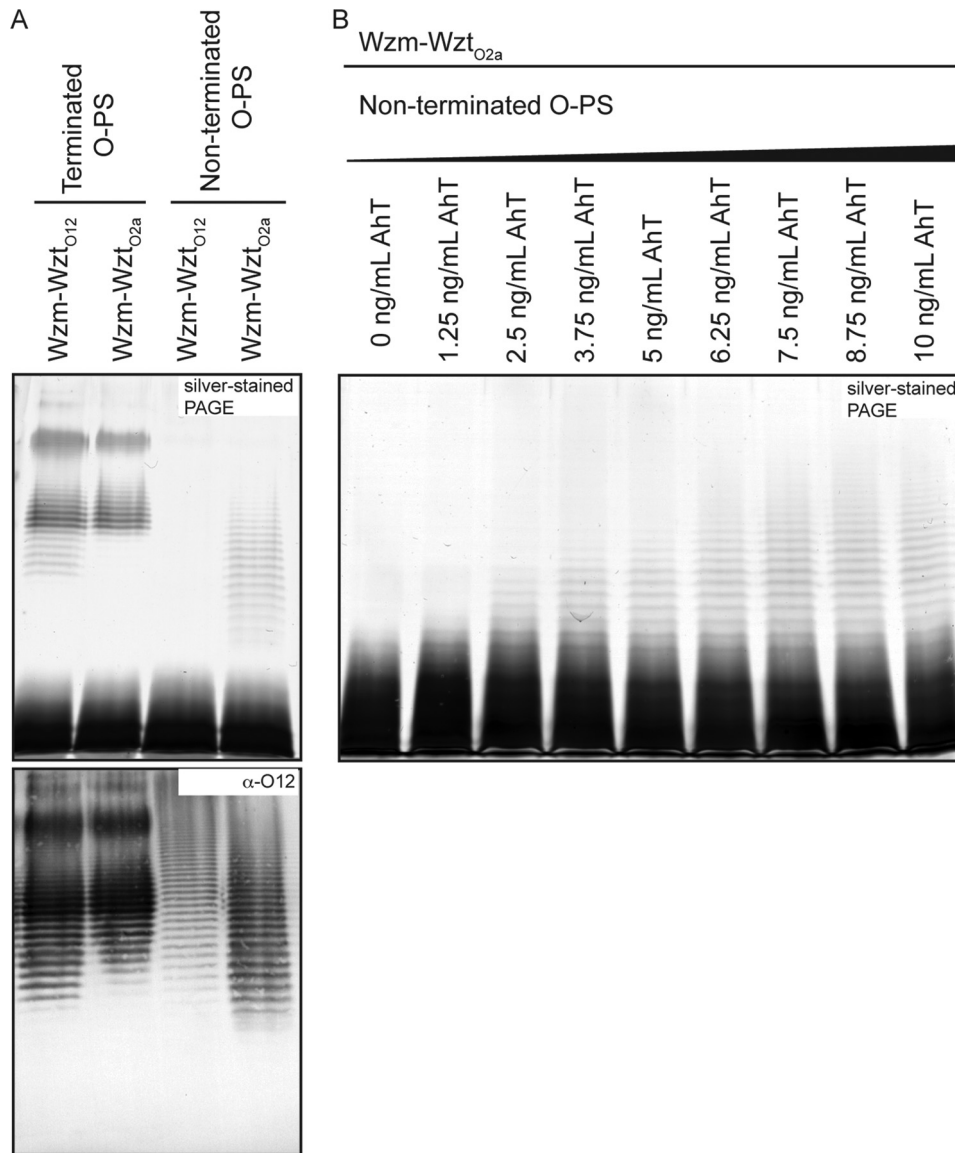 A
Terminated
O-PS
Non-terminated
O-PS
Wzm-WztO12
Wzm-WztO2a
Wzm-WztO12
Wzm-WztO2a
silver-stained
PAGE
α-O12
B
Wzm-WztO2a
Non-terminated O-PS
0 ng/mL AhT
1.25 ng/mL AhT
2.5 ng/mL AhT
3.75 ng/mL AhT
5 ng/mL AhT
6.25 ng/mL AhT
7.5 ng/mL AhT
8.75 ng/mL AhT
10 ng/mL AhT
silver-stained
PAGE